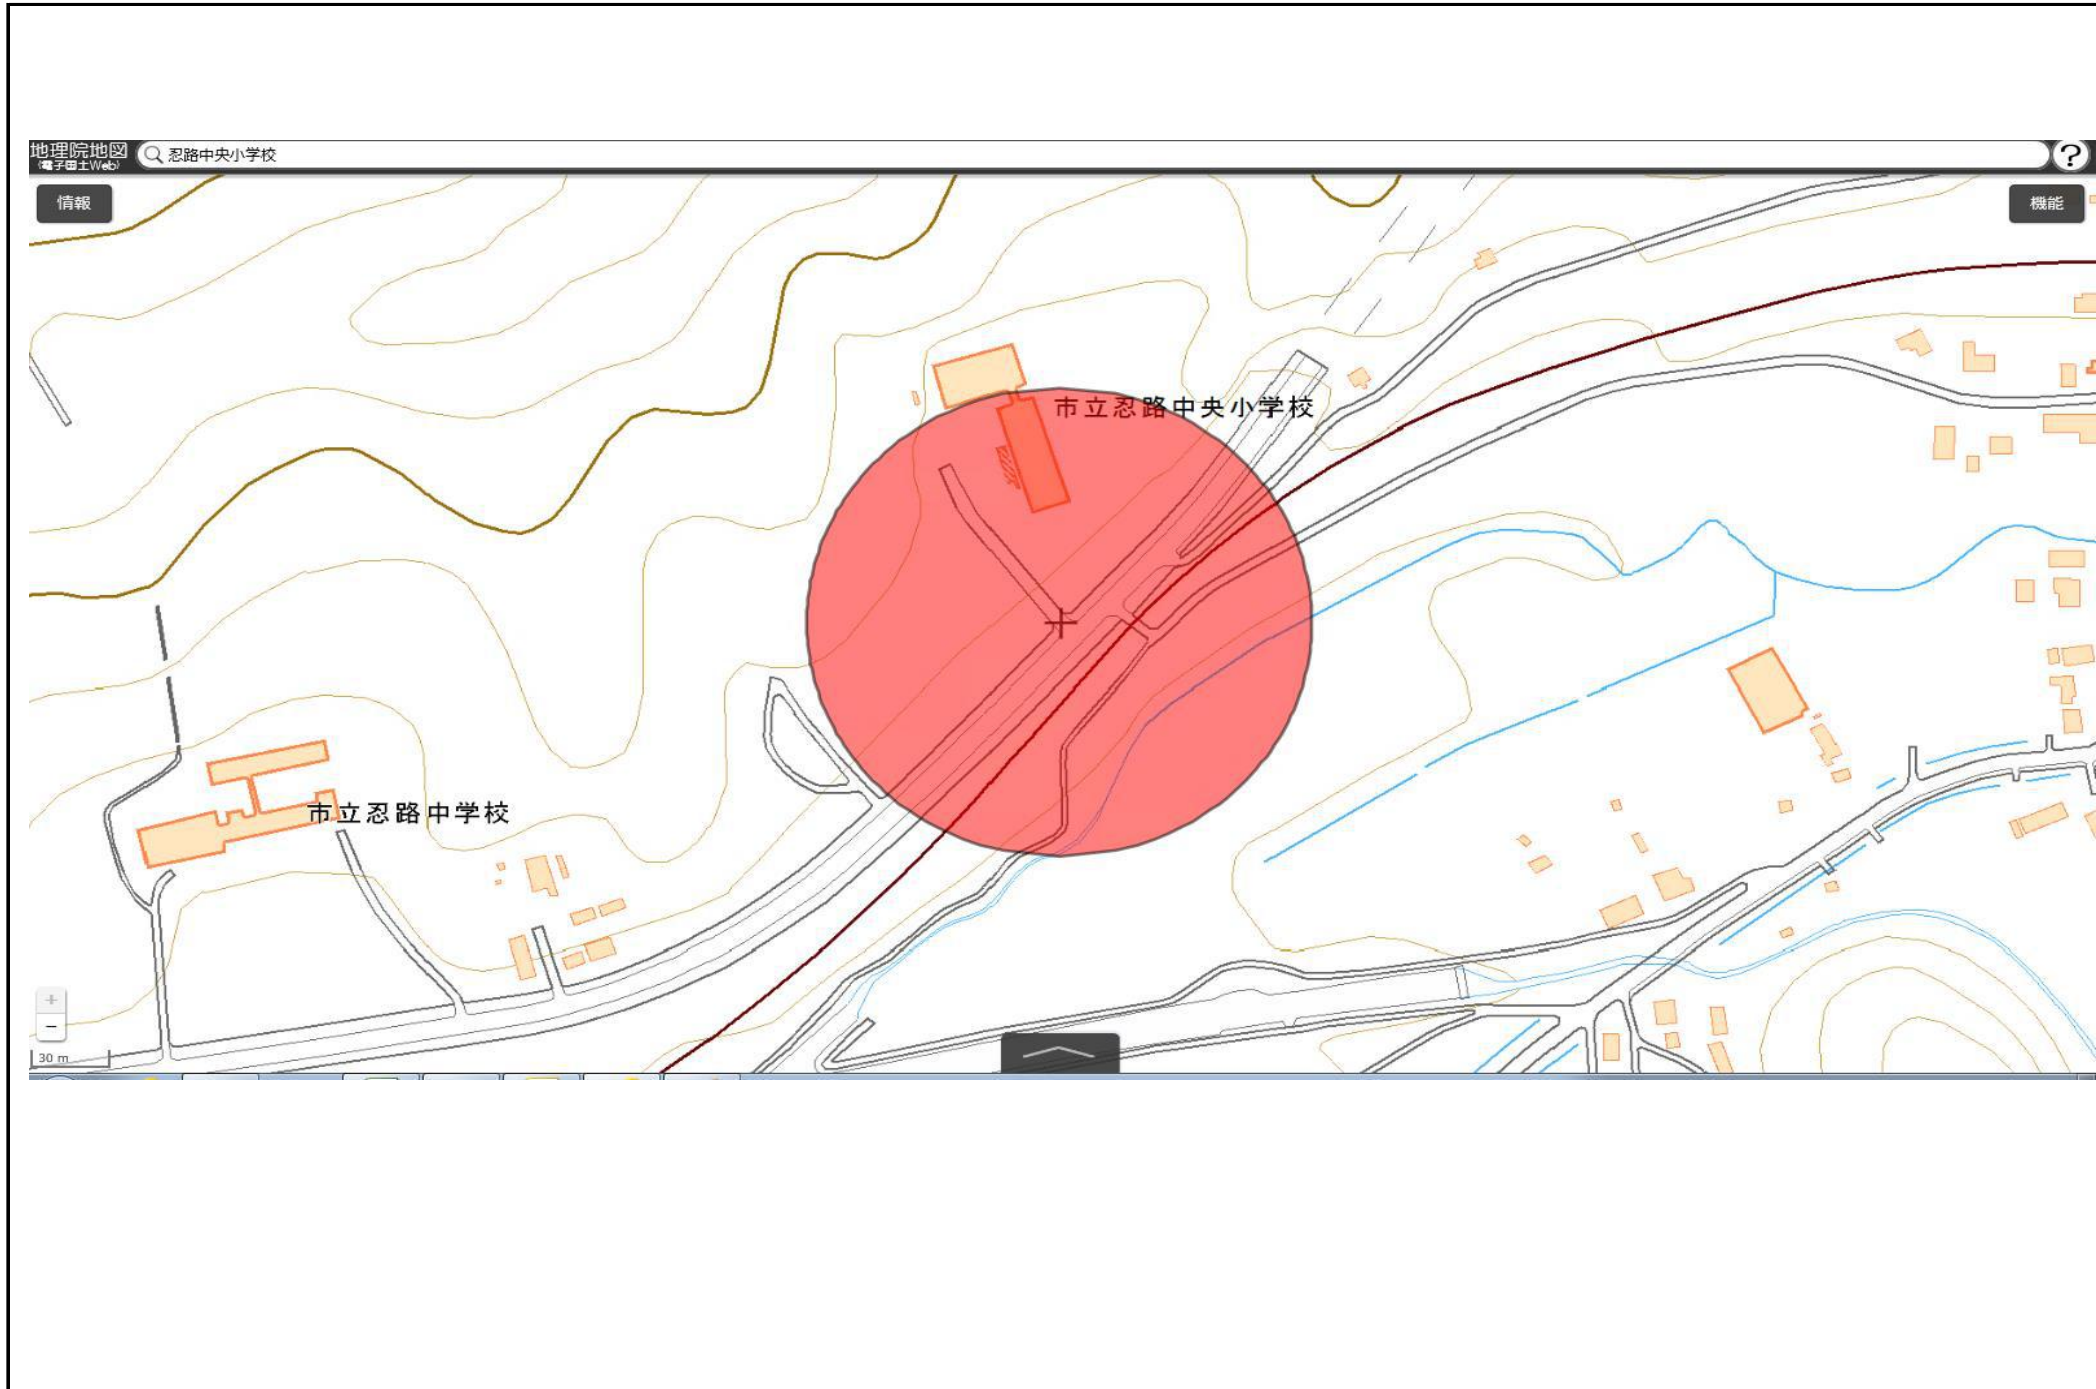 地理院地図
(電子国土Web)
忍路中央小学校
?
情報
機能
市立忍路中央小学校
市立忍路中学校
+
−
30 m